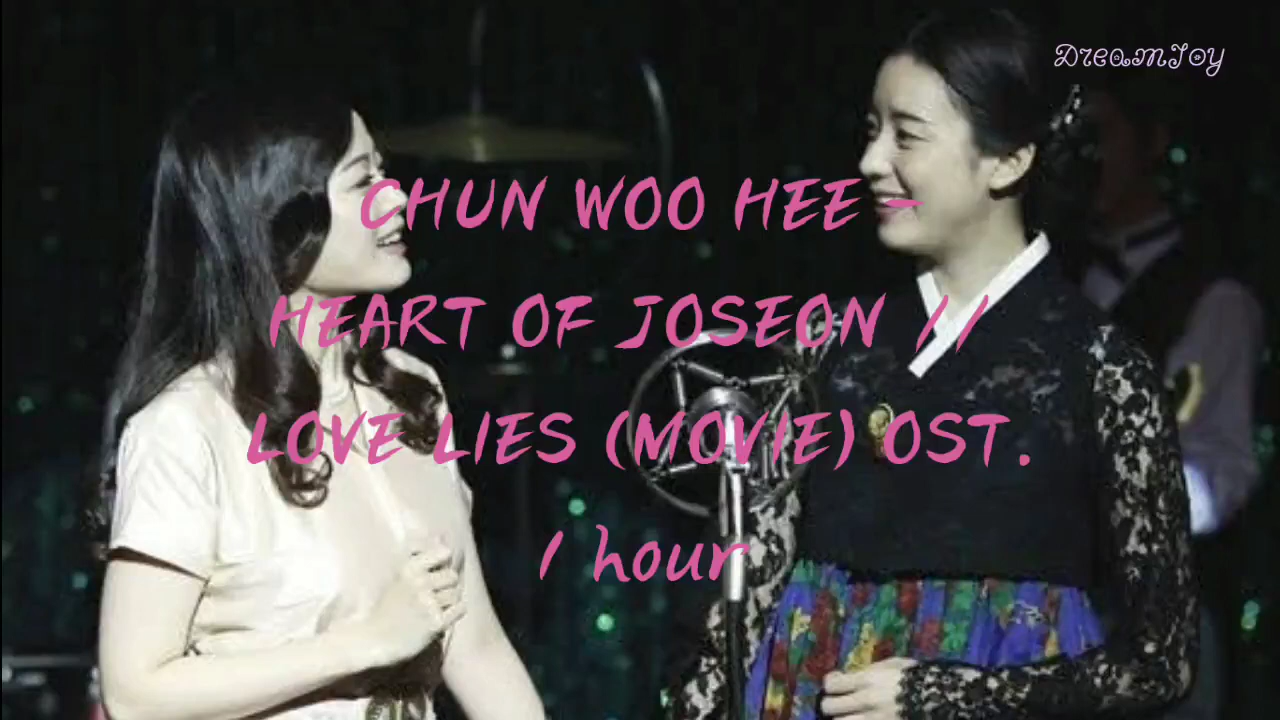 DreamJoy
CHUN WOO HEE -
HEART OF JOSEON //
LOVE LIES (MOVIE) OST.
1 hour